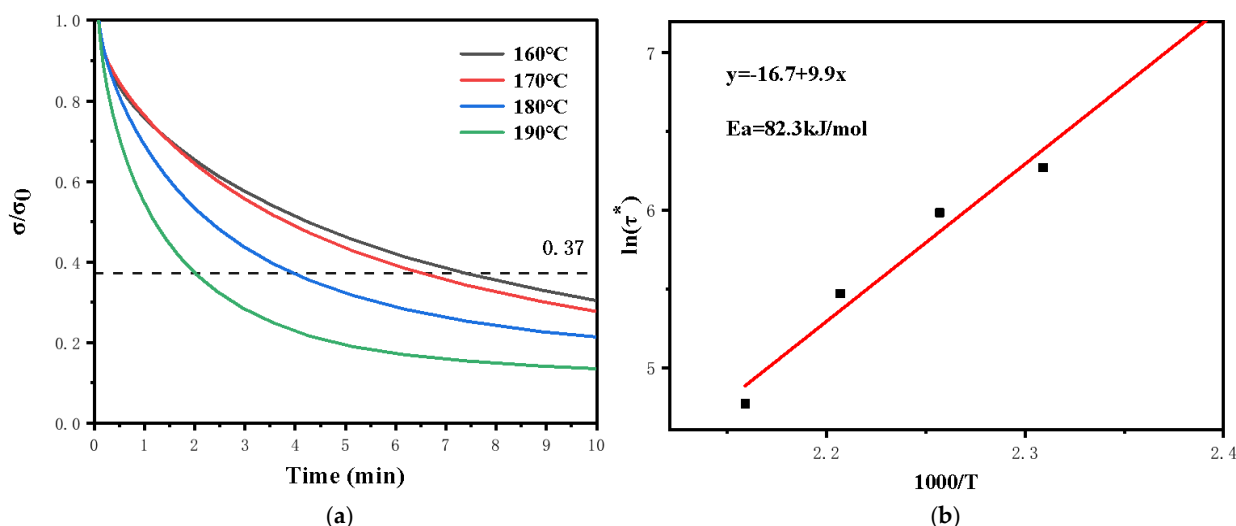 1.0
0.8
0.6
0.4
0.2
0.0
σ/σ0
160°C
170°C
180°C
190°C
0.37
0 1 2 3 4 5 6 7 8 9 10
Time (min)
(a)
7
6
5
ln(τ*)
y=-16.7+9.9x
Ea=82.3kJ/mol
2.2 2.3 2.4
1000/T
(b)